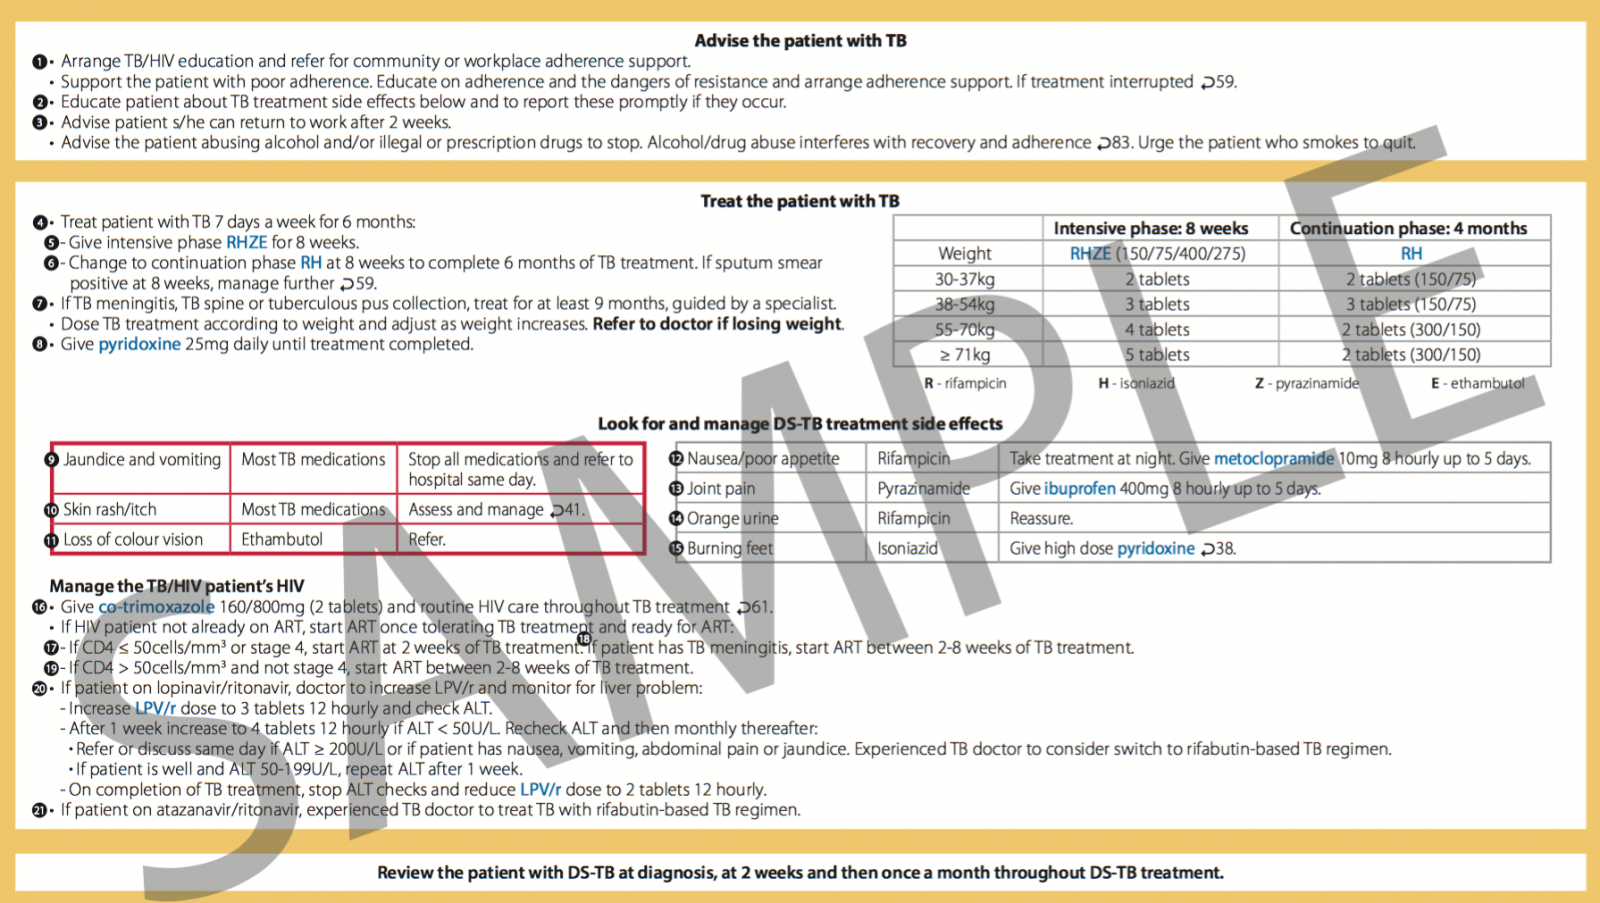 Advise the patient with TB
1 • Arrange TB/HIV education and refer for community or workplace adherence support.
• Support the patient with poor adherence. Educate on adherence and the dangers of resistance and arrange adherence support. If treatment interrupted ⮌59.
2 • Educate patient about TB treatment side effects below and to report these promptly if they occur.
3 • Advise patient s/he can return to work after 2 weeks.
• Advise the patient abusing alcohol and/or illegal or prescription drugs to stop. Alcohol/drug abuse interferes with recovery and adherence ⮌83. Urge the patient who smokes to quit.
Treat the patient with TB
4 • Treat patient with TB 7 days a week for 6 months:
5 - Give intensive phase RHZE for 8 weeks.
6 - Change to continuation phase RH at 8 weeks to complete 6 months of TB treatment. If sputum smear
positive at 8 weeks, manage further ⮌59.
7 • If TB meningitis, TB spine or tuberculous pus collection, treat for at least 9 months, guided by a specialist.
• Dose TB treatment according to weight and adjust as weight increases. Refer to doctor if losing weight.
8 • Give pyridoxine 25mg daily until treatment completed.
Intensive phase: 8 weeks Continuation phase: 4 months
Weight RHZE (150/75/400/275) RH
30-37kg 2 tablets 2 tablets (150/75)
38-54kg 3 tablets 3 tablets (150/75)
55-70kg 4 tablets 2 tablets (300/150)
≥ 71kg 5 tablets 2 tablets (300/150)
R - rifampicin H - isoniazid Z - pyrazinamide E - ethambutol
Look for and manage DS-TB treatment side effects
9 Jaundice and vomiting Most TB medications Stop all medications and refer to
hospital same day.
10 Skin rash/itch Most TB medications Assess and manage ⮌41.
11 Loss of colour vision Ethambutol Refer.
12 Nausea/poor appetite Rifampicin Take treatment at night. Give metoclopramide 10mg 8 hourly up to 5 days.
13 Joint pain Pyrazinamide Give ibuprofen 400mg 8 hourly up to 5 days.
14 Orange urine Rifampicin Reassure.
15 Burning feet Isoniazid Give high dose pyridoxine ⮌38.
Manage the TB/HIV patient's HIV
16 • Give co-trimoxazole 160/800mg (2 tablets) and routine HIV care throughout TB treatment ⮌61.
• If HIV patient not already on ART, start ART once tolerating TB treatment and ready for ART:
17 - If CD4 ≤ 50cells/mm³ or stage 4, start ART at 2 weeks of TB treatment. 18 If patient has TB meningitis, start ART between 2-8 weeks of TB treatment.
19 - If CD4 > 50cells/mm³ and not stage 4, start ART between 2-8 weeks of TB treatment.
20 • If patient on lopinavir/ritonavir, doctor to increase LPV/r and monitor for liver problem:
- Increase LPV/r dose to 3 tablets 12 hourly and check ALT.
- After 1 week increase to 4 tablets 12 hourly if ALT < 50U/L. Recheck ALT and then monthly thereafter:
• Refer or discuss same day if ALT ≥ 200U/L or if patient has nausea, vomiting, abdominal pain or jaundice. Experienced TB doctor to consider switch to rifabutin-based TB regimen.
• If patient is well and ALT 50-199U/L, repeat ALT after 1 week.
- On completion of TB treatment, stop ALT checks and reduce LPV/r dose to 2 tablets 12 hourly.
21 • If patient on atazanavir/ritonavir, experienced TB doctor to treat TB with rifabutin-based TB regimen.
Review the patient with DS-TB at diagnosis, at 2 weeks and then once a month throughout DS-TB treatment.
SAMPLE